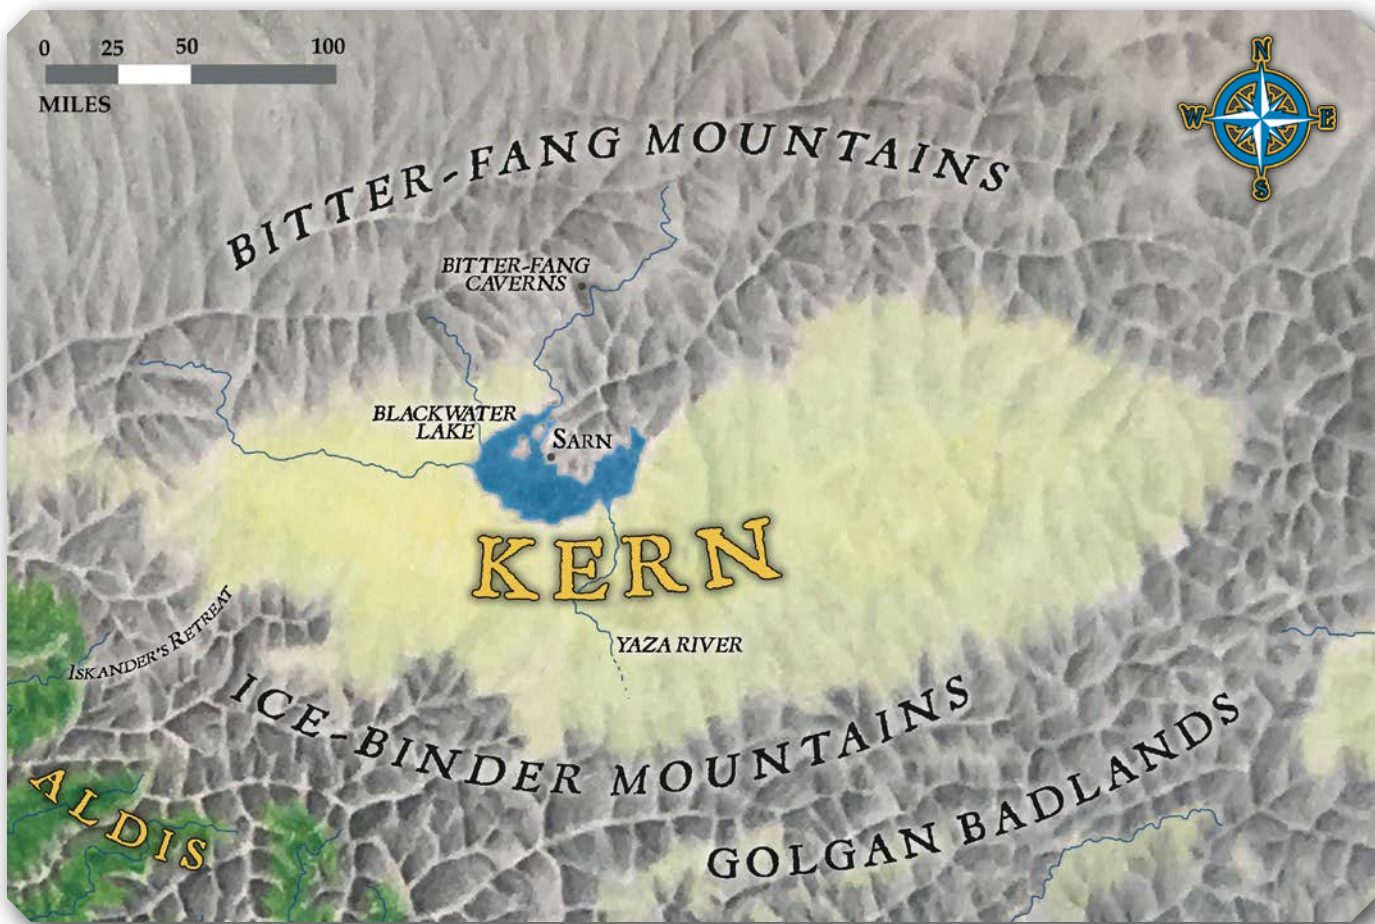 0 25 50 100
MILES
N
W E
S
BITTER-FANG MOUNTAINS
BITTER-FANG
CAVERNS
BLACKWATER
LAKE
SARN
KERN
ISKANDER'S RETREAT
YAZA RIVER
ICE-BINDER MOUNTAINS
ALDIS
GOLGAN BADLANDS